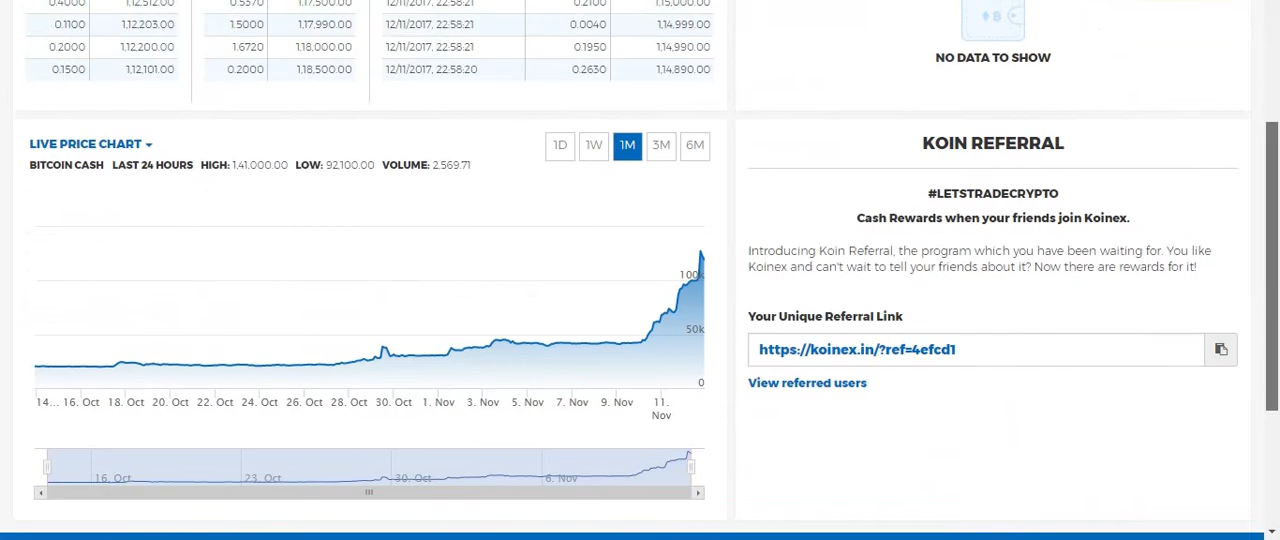 0.4000 1,12,512.00 0.5370 1,17,500.00 12/11/2017, 22:58:21 0.2100 1,15,000.00
0.1100 1,12,203.00 1.5000 1,17,990.00 12/11/2017, 22:58:21 0.0040 1,14,999.00
0.2000 1,12,200.00 1.6720 1,18,000.00 12/11/2017, 22:58:21 0.1950 1,14,990.00
0.1500 1,12,101.00 0.2000 1,18,500.00 12/11/2017, 22:58:20 0.2630 1,14,890.00
NO DATA TO SHOW
LIVE PRICE CHART
1D 1W 1M 3M 6M
BITCOIN CASH LAST 24 HOURS HIGH: 1,41,000.00 LOW: 92,100.00 VOLUME: 2,569.71
100k
50k
0
14... 16. Oct 18. Oct 20. Oct 22. Oct 24. Oct 26. Oct 28. Oct 30. Oct 1. Nov 3. Nov 5. Nov 7. Nov 9. Nov 11.
Nov
16. Oct 23. Oct 30. Oct 6. Nov
KOIN REFERRAL
#LETSTRADECRYPTO
Cash Rewards when your friends join Koinex.
Introducing Koin Referral, the program which you have been waiting for. You like
Koinex and can't wait to tell your friends about it? Now there are rewards for it!
Your Unique Referral Link
https://koinex.in/?ref=4efcd1
View referred users